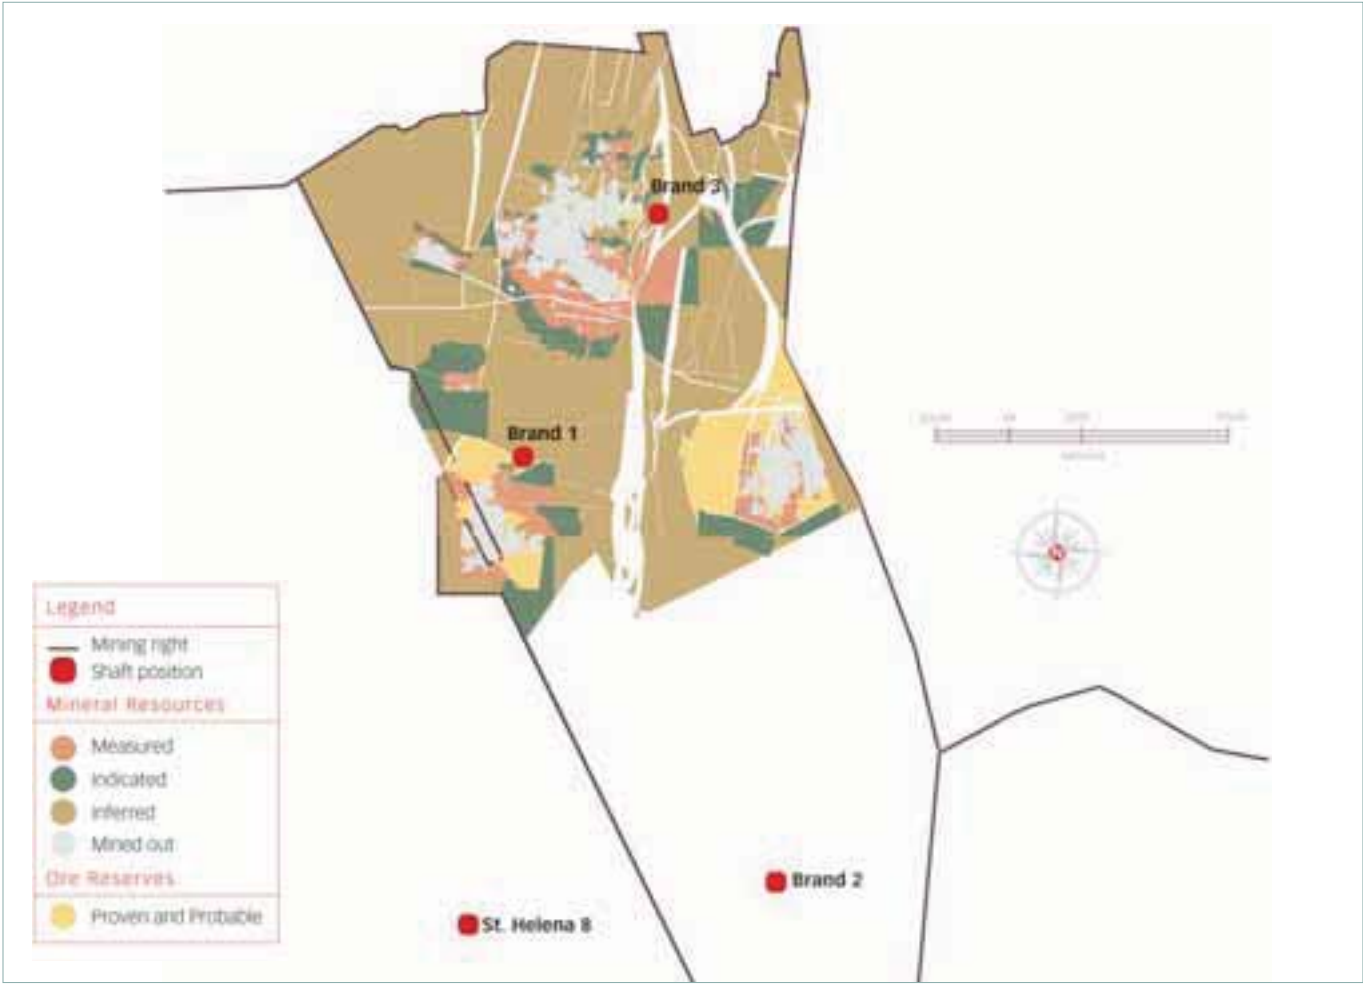 Brand 3
Brand 1
Legend
Mining right
Shaft position
Mineral Resources
Measured
Indicated
Inferred
Mined out
Ore Reserves
Proven and Probable
Brand 2
St. Helena 8
N